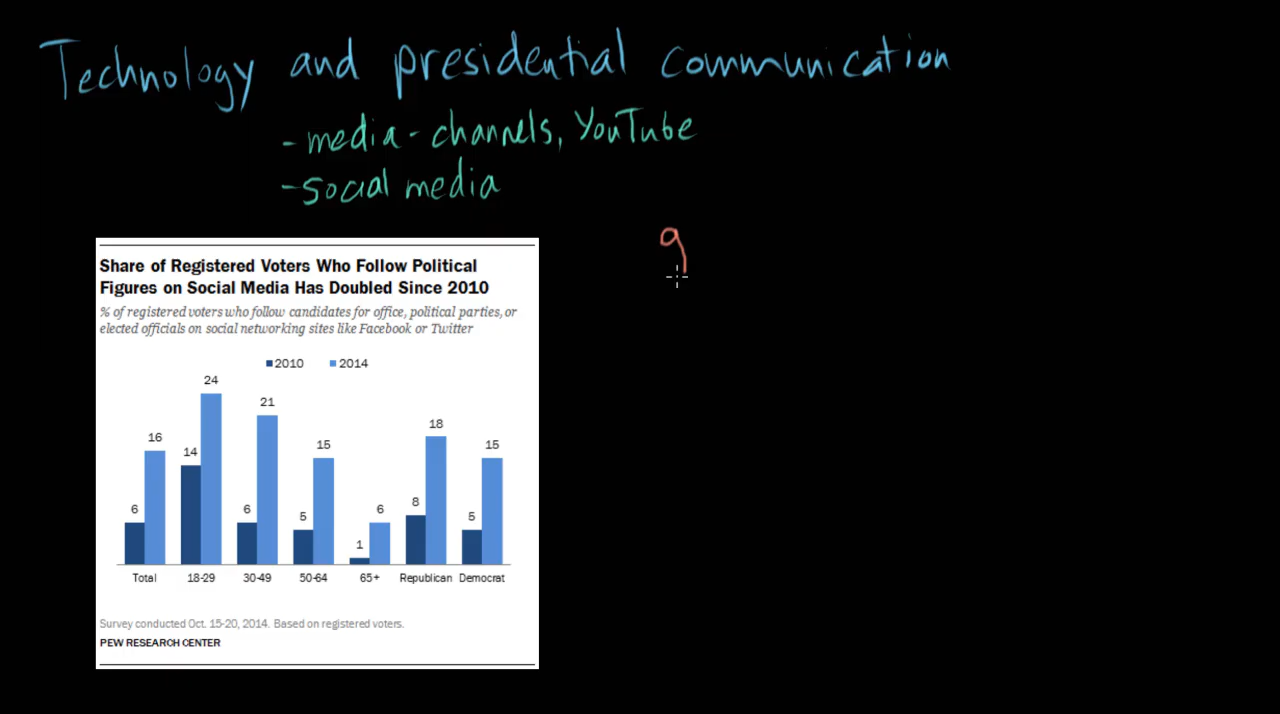 Technology and presidential communication
- media - channels, YouTube
- social media
9
Share of Registered Voters Who Follow Political
Figures on Social Media Has Doubled Since 2010
% of registered voters who follow candidates for office, political parties, or
elected officials on social networking sites like Facebook or Twitter
2010 2014
6 16 14 24 6 21 5 15 1 6 8 18 5 15
Total 18-29 30-49 50-64 65+ Republican Democrat
Survey conducted Oct. 15-20, 2014. Based on registered voters.
PEW RESEARCH CENTER